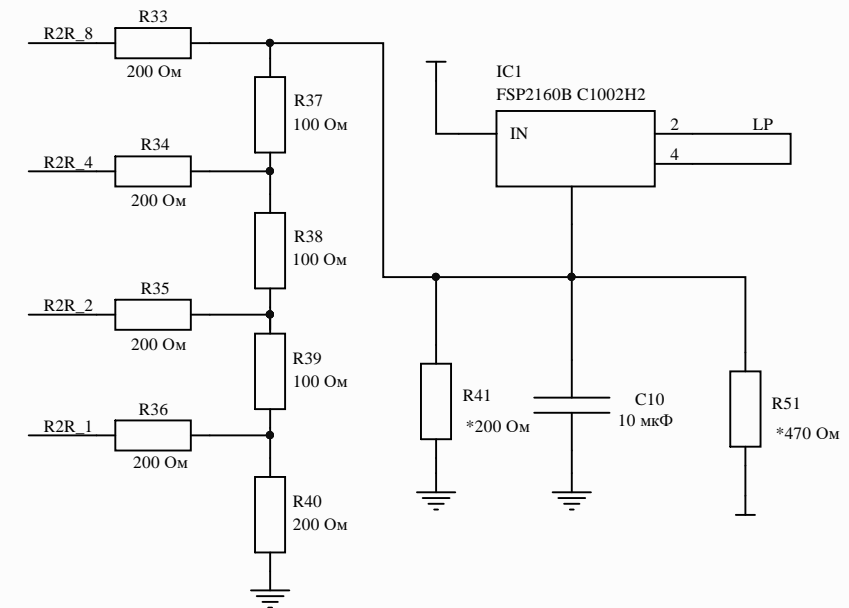 R33
R2R_8
200 Ом
R37
100 Ом
R34
R2R_4
200 Ом
R38
100 Ом
R35
R2R_2
200 Ом
R39
100 Ом
R36
R2R_1
200 Ом
R40
200 Ом
IC1
FSP2160B C1002H2
IN
2
LP
4
R41
*200 Ом
C10
10 мкФ
R51
*470 Ом